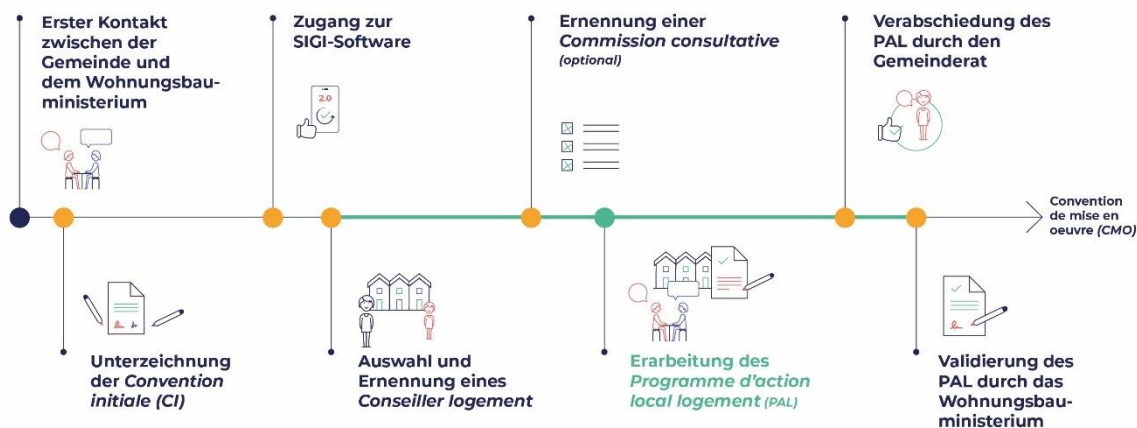 Erster Kontakt
zwischen der
Gemeinde und
dem Wohnungsbau-
ministerium
Zugang zur
SIGI-Software
2.0
Ernennung einer
Commission consultative
(optional)
Verabschiedung des
PAL durch den
Gemeinderat
Convention
de mise en
oeuvre (CMO)
Unterzeichnung
der Convention
initiale (CI)
Auswahl und
Ernennung eines
Conseiller logement
Erarbeitung des
Programme d'action
local logement (PAL)
Validierung des
PAL durch das
Wohnungsbau-
ministerium